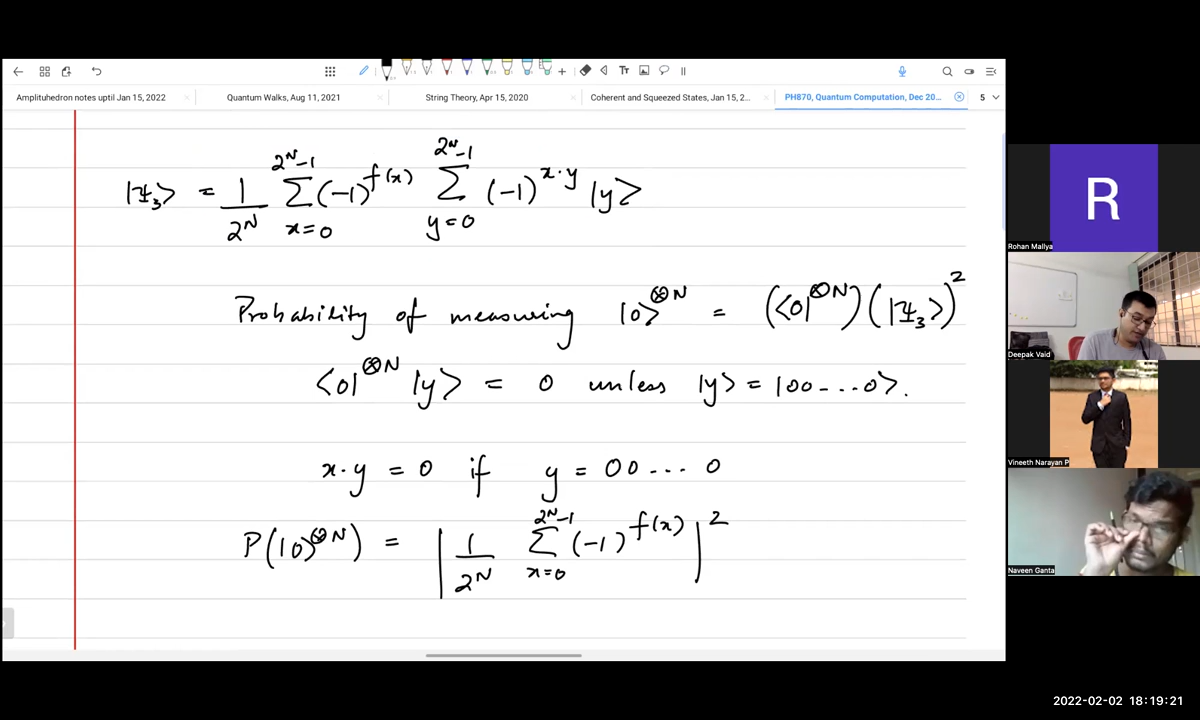 Amplituhedron notes uptil Jan 15, 2022
Quantum Walks, Aug 11, 2021
String Theory, Apr 15, 2020
Coherent and Squeezed States, Jan 15, 2...
PH870, Quantum Computation, Dec 20...
5
|Ψ₃⟩ = 1/2^N Σ_{x=0}^{2^N-1} (-1)^{f(x)} Σ_{y=0}^{2^N-1} (-1)^{x·y} |y⟩
Probability of measuring |0⟩^{⊗N} = (⟨0|^{⊗N})(|Ψ₃⟩)²
⟨0|^{⊗N} |y⟩ = 0 unless |y⟩ = |00-...0⟩.
x·y = 0 if y = 00... 0
P(|0⟩^{⊗N}) = | 1/2^N Σ_{x=0}^{2^N-1} (-1)^{f(x)} |²
R
Rohan Mallya
Deepak Vaid
Vineeth Narayan P
Naveen Ganta
2022-02-02 18:19:21